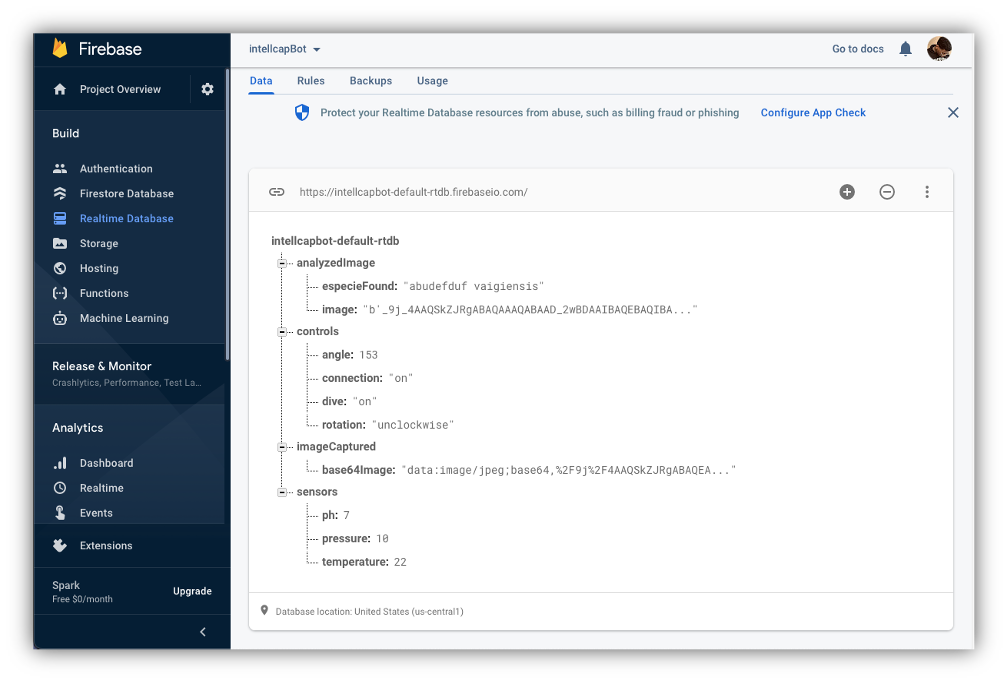 Firebase
intellcapBot
Go to docs
Project Overview
Data Rules Backups Usage
Protect your Realtime Database resources from abuse, such as billing fraud or phishing Configure App Check
Build
Authentication
Firestore Database
Realtime Database
Storage
Hosting
Functions
Machine Learning
Release & Monitor
Crashlytics, Performance, Test La...
Analytics
Dashboard
Realtime
Events
Extensions
Spark
Free $0/month
Upgrade
https://intellcapbot-default-rtdb.firebaseio.com/
intellcapbot-default-rtdb
analyzedImage
especieFound: "abudefduf vaigiensis"
image: "b'_9j_4AAQSkZJRgABAQAAAQABAAD_2wBDAAIBAQEBAQIBA..."
controls
angle: 153
connection: "on"
dive: "on"
rotation: "unclockwise"
imageCaptured
base64Image: "data:image/jpeg;base64,%2F9j%2F4AAQSkZJRgABAQEA..."
sensors
ph: 7
pressure: 10
temperature: 22
Database location: United States (us-central1)